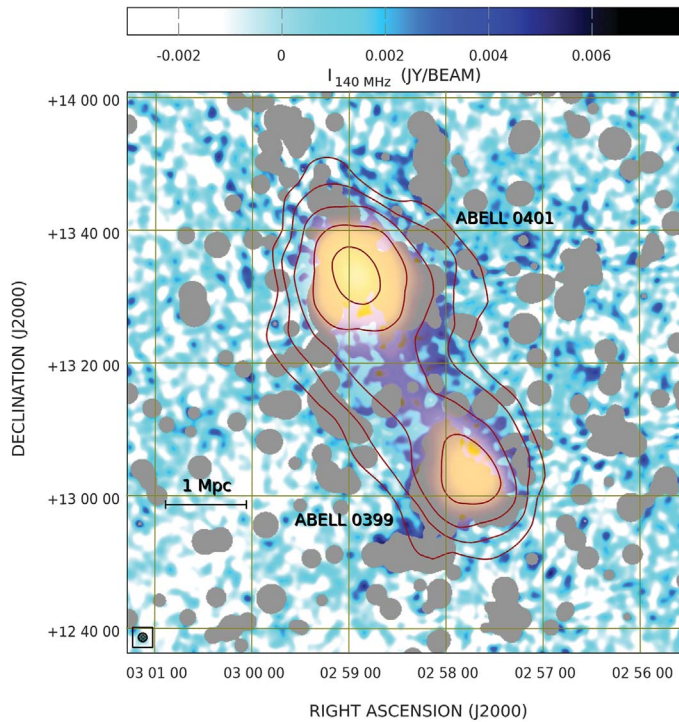 -0.002 0 0.002 0.004 0.006
I 140 MHz (JY/BEAM)
+14 00 00
+13 40 00
+13 20 00
+13 00 00
+12 40 00
DECLINATION (J2000)
ABELL 0401
1 Mpc
ABELL 0399
03 01 00 03 00 00 02 59 00 02 58 00 02 57 00 02 56 00
RIGHT ASCENSION (J2000)